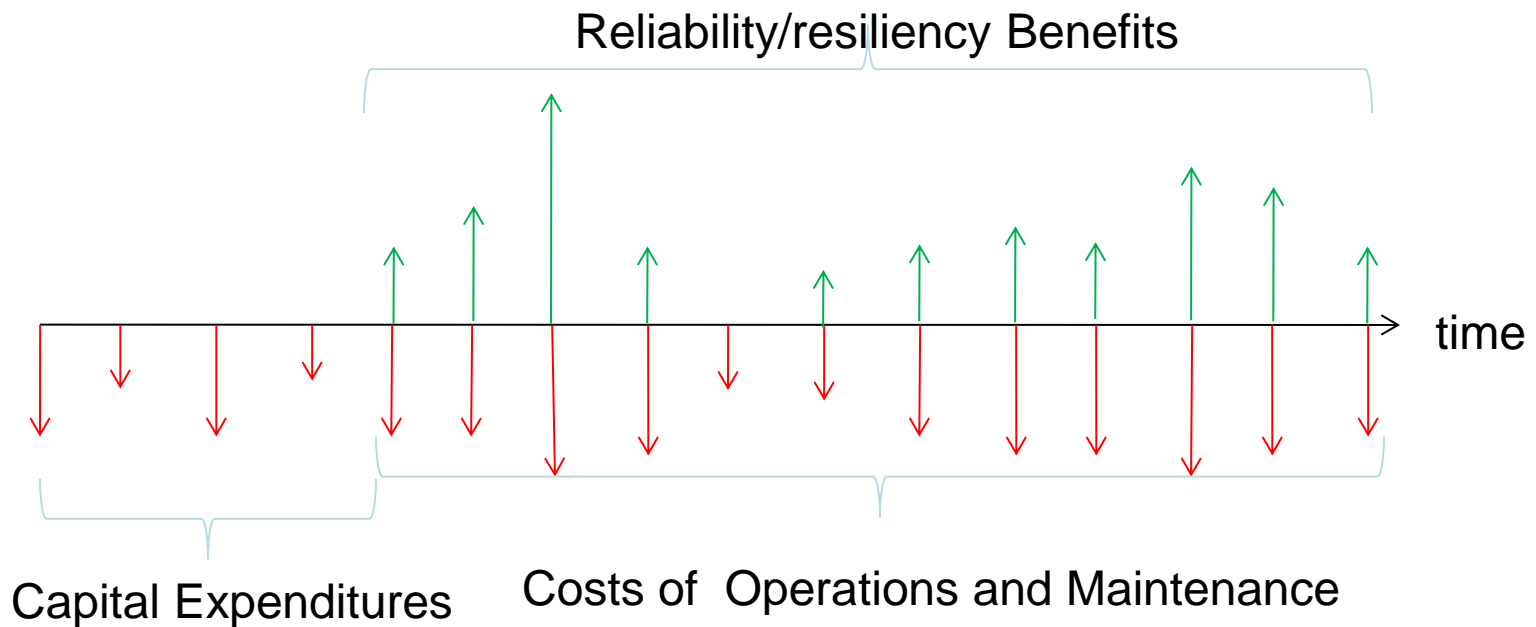 Reliability/resiliency Benefits
time
Capital Expenditures
Costs of  Operations and Maintenance